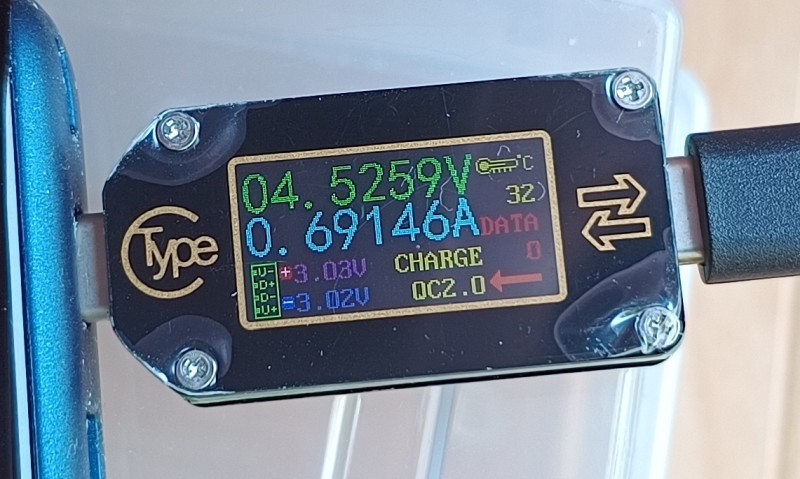 Type
04.5259V
°C
32
0.69146A
DATA
0
U-
D+
D-
U+
+3.03V
=3.02V
CHARGE
QC2.0